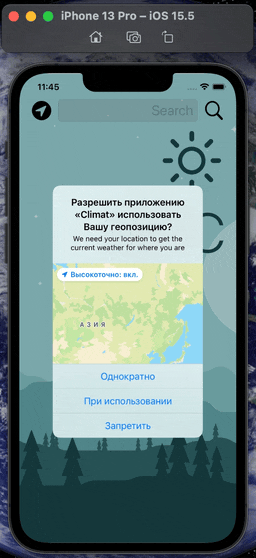 iPhone 13 Pro – iOS 15.5
11:45
Search
Разрешить приложению
«Climat» использовать
Вашу геопозицию?
We need your location to get the
current weather for where you are
Высокоточно: вкл.
АЗИЯ
Однократно
При использовании
Запретить